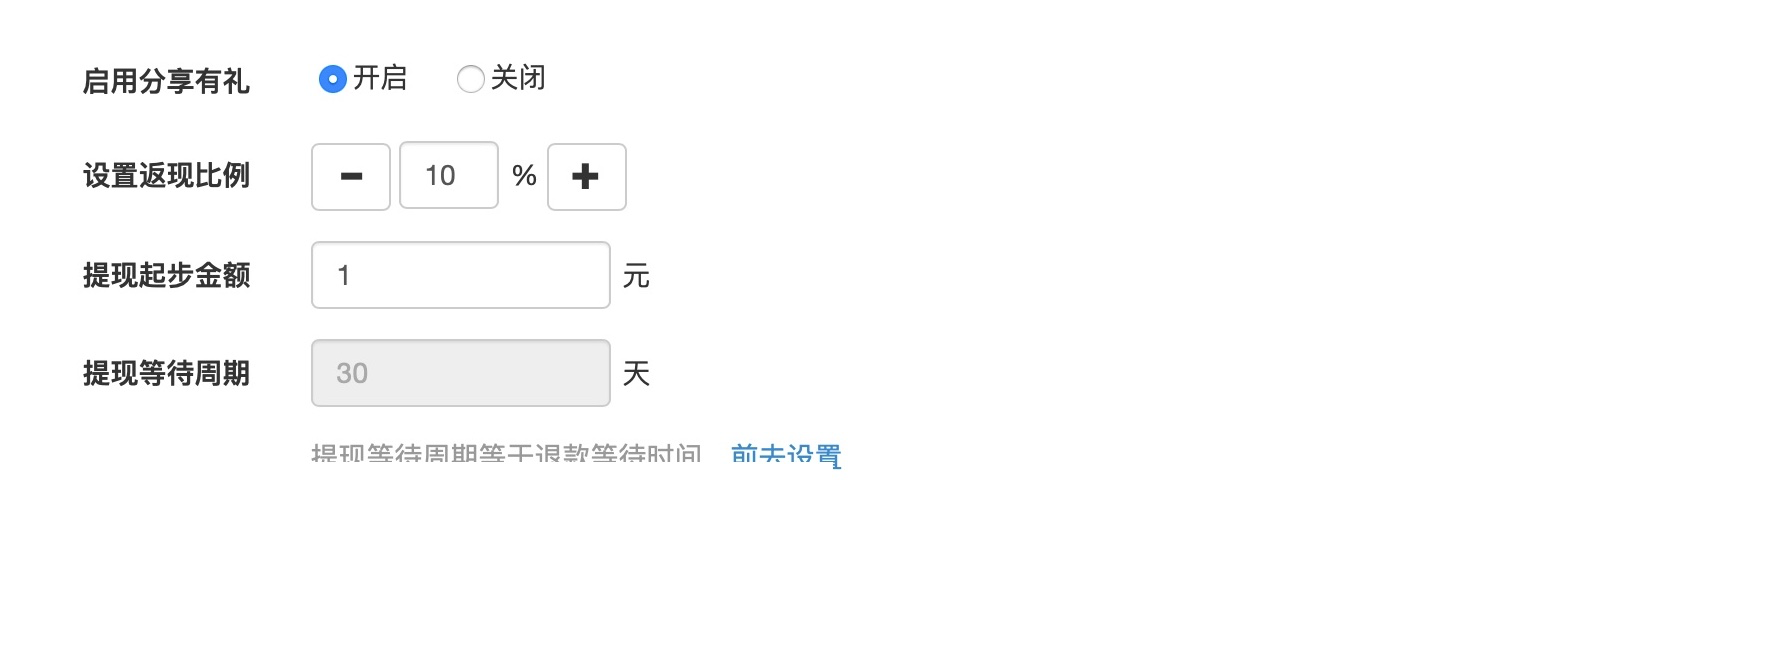 启用分享有礼 开启 关闭
设置返现比例 10 %
提现起步金额 1 元
提现等待周期 30 天
提现等待周期等于退款等待时间 前去设置